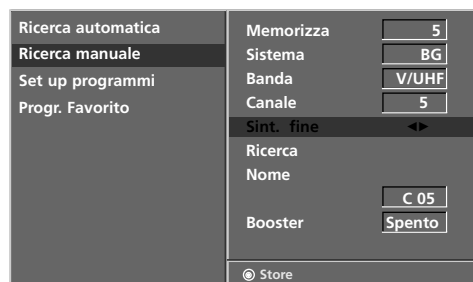 Ricerca automatica
Ricerca manuale
Set up programmi
Progr. Favorito
Memorizza 5
Sistema BG
Banda V/UHF
Canale 5
Sint. fine ◀▶
Ricerca
Nome
C 05
Booster Spento
Store